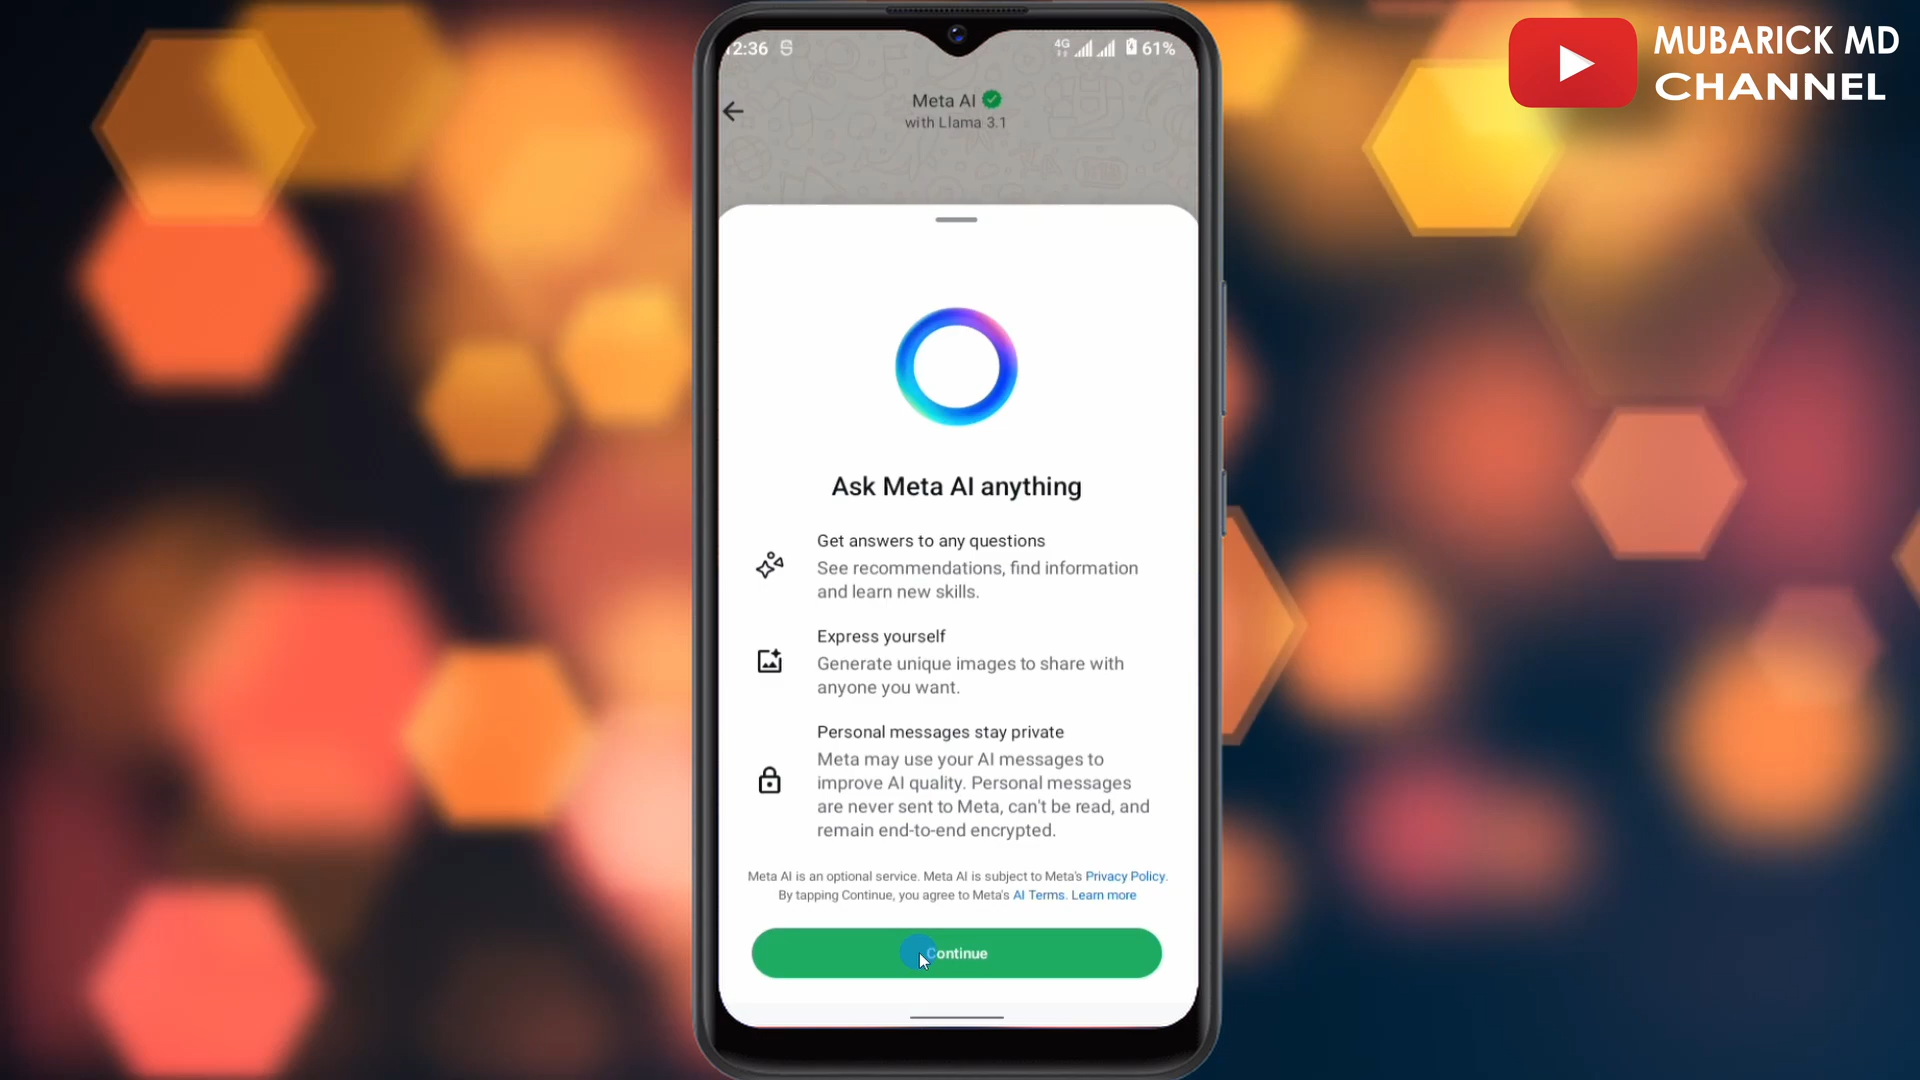 MUBARICK MD
CHANNEL
2:36
4G
61%
Meta AI
with Llama 3.1
Ask Meta AI anything
Get answers to any questions
See recommendations, find information
and learn new skills.
Express yourself
Generate unique images to share with
anyone you want.
Personal messages stay private
Meta may use your AI messages to
improve AI quality. Personal messages
are never sent to Meta, can't be read, and
remain end-to-end encrypted.
Meta AI is an optional service. Meta AI is subject to Meta's Privacy Policy.
By tapping Continue, you agree to Meta's AI Terms. Learn more
Continue